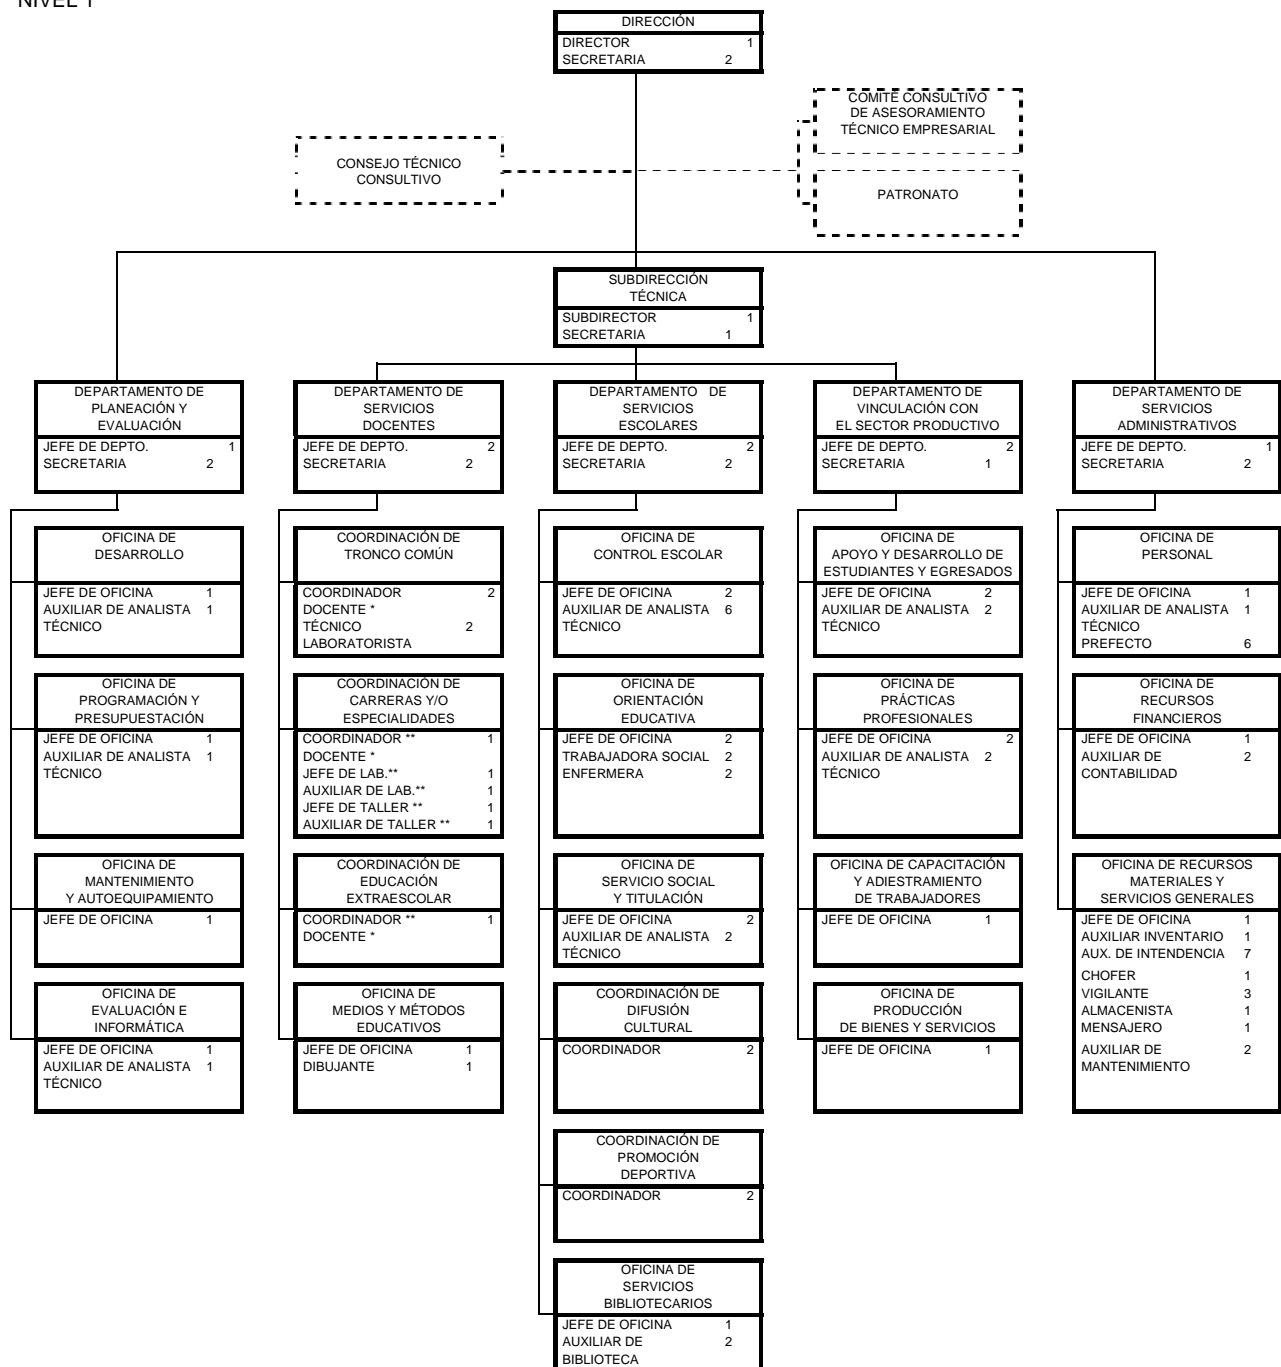 NIVEL 1
DIRECCIÓN
DIRECTOR 1
SECRETARIA 2
COMITÉ CONSULTIVO
DE ASESORAMIENTO
TÉCNICO EMPRESARIAL
CONSEJO TÉCNICO
CONSULTIVO
PATRONATO
SUBDIRECCIÓN
TÉCNICA
SUBDIRECTOR 1
SECRETARIA 1
DEPARTAMENTO DE
PLANEACIÓN Y
EVALUACIÓN
JEFE DE DEPTO. 1
SECRETARIA 2
DEPARTAMENTO DE
SERVICIOS
DOCENTES
JEFE DE DEPTO. 2
SECRETARIA 2
DEPARTAMENTO DE
SERVICIOS
ESCOLARES
JEFE DE DEPTO. 2
SECRETARIA 2
DEPARTAMENTO DE
VINCULACIÓN CON
EL SECTOR PRODUCTIVO
JEFE DE DEPTO. 2
SECRETARIA 1
DEPARTAMENTO DE
SERVICIOS
ADMINISTRATIVOS
JEFE DE DEPTO. 1
SECRETARIA 2
OFICINA DE
DESARROLLO
JEFE DE OFICINA 1
AUXILIAR DE ANALISTA 1
TÉCNICO
COORDINACIÓN DE
TRONCO COMÚN
COORDINADOR 2
DOCENTE *
TÉCNICO 2
LABORATORISTA
OFICINA DE
CONTROL ESCOLAR
JEFE DE OFICINA 2
AUXILIAR DE ANALISTA 6
TÉCNICO
OFICINA DE
APOYO Y DESARROLLO DE
ESTUDIANTES Y EGRESADOS
JEFE DE OFICINA 2
AUXILIAR DE ANALISTA 2
TÉCNICO
OFICINA DE
PERSONAL
JEFE DE OFICINA 1
AUXILIAR DE ANALISTA 1
TÉCNICO
PREFECTO 6
OFICINA DE
PROGRAMACIÓN Y
PRESUPUESTACIÓN
JEFE DE OFICINA 1
AUXILIAR DE ANALISTA 1
TÉCNICO
COORDINACIÓN DE
CARRERAS Y/O
ESPECIALIDADES
COORDINADOR ** 1
DOCENTE *
JEFE DE LAB.** 1
AUXILIAR DE LAB.** 1
JEFE DE TALLER ** 1
AUXILIAR DE TALLER ** 1
OFICINA DE
ORIENTACIÓN
EDUCATIVA
JEFE DE OFICINA 2
TRABAJADORA SOCIAL 2
ENFERMERA 2
OFICINA DE
PRÁCTICAS
PROFESIONALES
JEFE DE OFICINA 2
AUXILIAR DE ANALISTA 2
TÉCNICO
OFICINA DE
RECURSOS
FINANCIEROS
JEFE DE OFICINA 1
AUXILIAR DE 2
CONTABILIDAD
OFICINA DE
MANTENIMIENTO
Y AUTOEQUIPAMIENTO
JEFE DE OFICINA 1
COORDINACIÓN DE
EDUCACIÓN
EXTRAESCOLAR
COORDINADOR ** 1
DOCENTE *
OFICINA DE
SERVICIO SOCIAL
Y TITULACIÓN
JEFE DE OFICINA 2
AUXILIAR DE ANALISTA 2
TÉCNICO
OFICINA DE CAPACITACIÓN
Y ADIESTRAMIENTO
DE TRABAJADORES
JEFE DE OFICINA 1
OFICINA DE RECURSOS
MATERIALES Y
SERVICIOS GENERALES
JEFE DE OFICINA 1
AUXILIAR INVENTARIO 1
AUX. DE INTENDENCIA 7
CHOFER 1
VIGILANTE 3
ALMACENISTA 1
MENSAJERO 1
AUXILIAR DE 2
MANTENIMIENTO
OFICINA DE
EVALUACIÓN E
INFORMÁTICA
JEFE DE OFICINA 1
AUXILIAR DE ANALISTA 1
TÉCNICO
OFICINA DE
MEDIOS Y MÉTODOS
EDUCATIVOS
JEFE DE OFICINA 1
DIBUJANTE 1
COORDINACIÓN DE
DIFUSIÓN
CULTURAL
COORDINADOR 2
OFICINA DE
PRODUCCIÓN
DE BIENES Y SERVICIOS
JEFE DE OFICINA 1
COORDINACIÓN DE
PROMOCIÓN
DEPORTIVA
COORDINADOR 2
OFICINA DE
SERVICIOS
BIBLIOTECARIOS
JEFE DE OFICINA 1
AUXILIAR DE 2
BIBLIOTECA